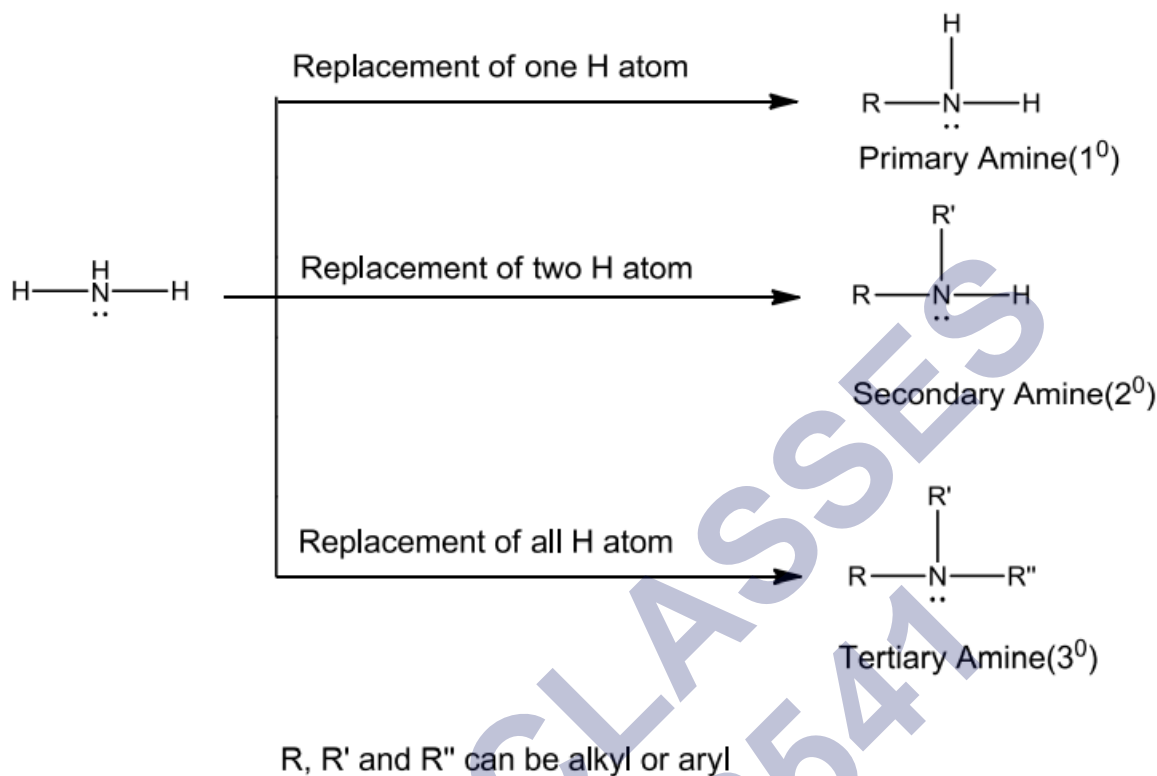 H
Replacement of one H atom
R—N—H
..
Primary Amine(1⁰)
R'
H
Replacement of two H atom
H—N—H
R—N—H
..
..
Secondary Amine(2⁰)
R'
Replacement of all H atom
R—N—R"
..
Tertiary Amine(3⁰)
R, R' and R" can be alkyl or aryl
CLASSES
541